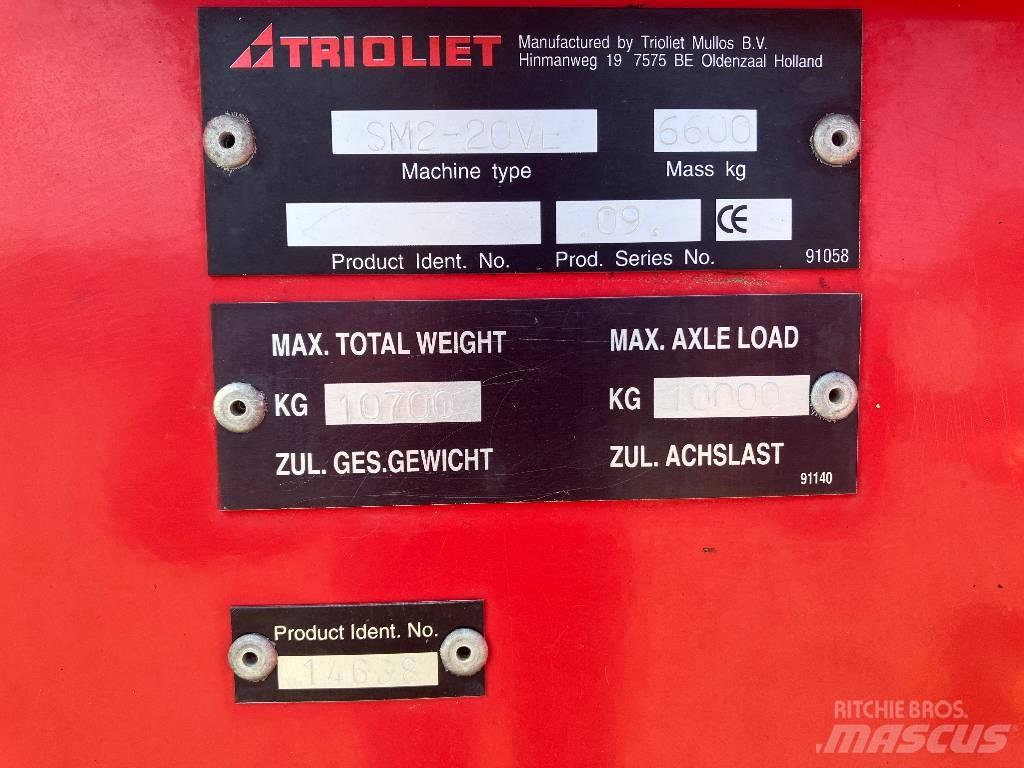 TRIOLIET Manufactured by Trioliet Mullos B.V.
Hinmanweg 19 7575 BE Oldenzaal Holland
SM2-20VL 6600
Machine type Mass kg
.09. CE
Product Ident. No. Prod. Series No. 91058
MAX. TOTAL WEIGHT MAX. AXLE LOAD
KG 10700 KG 10000
ZUL. GES.GEWICHT ZUL. ACHSLAST
91140
Product Ident. No.
RITCHIE BROS.
MASCUS